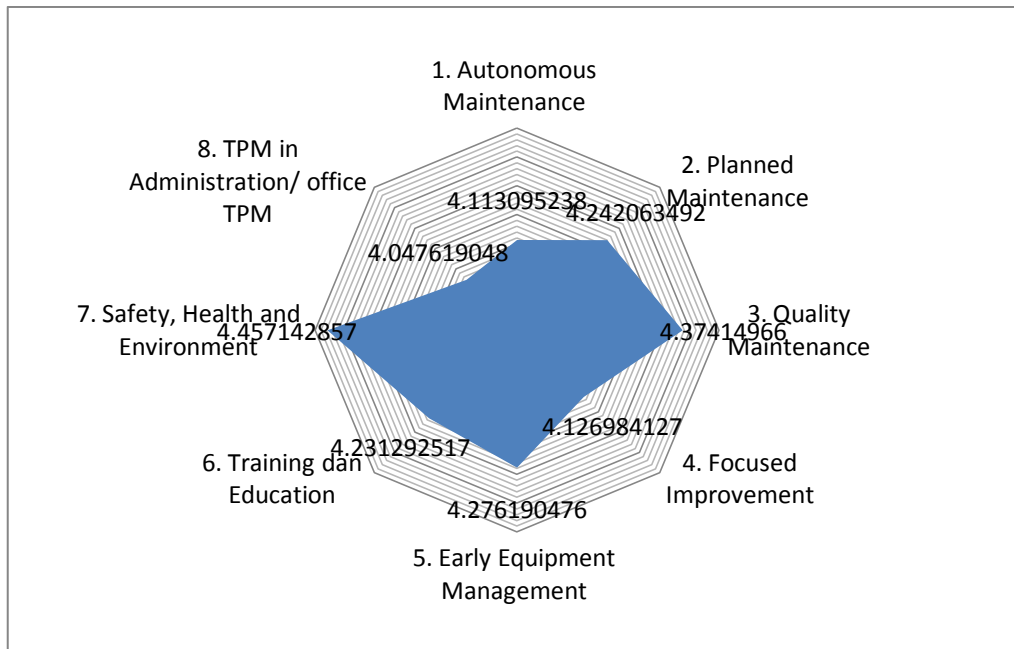 1. Autonomous
Maintenance
2. Planned
Maintenance
3. Quality
Maintenance
4. Focused
Improvement
5. Early Equipment
Management
6. Training dan
Education
7. Safety, Health and
Environment
8. TPM in
Administration/ office
TPM
4.113095238
4.242063492
4.37414966
4.126984127
4.276190476
4.231292517
4.457142857
4.047619048